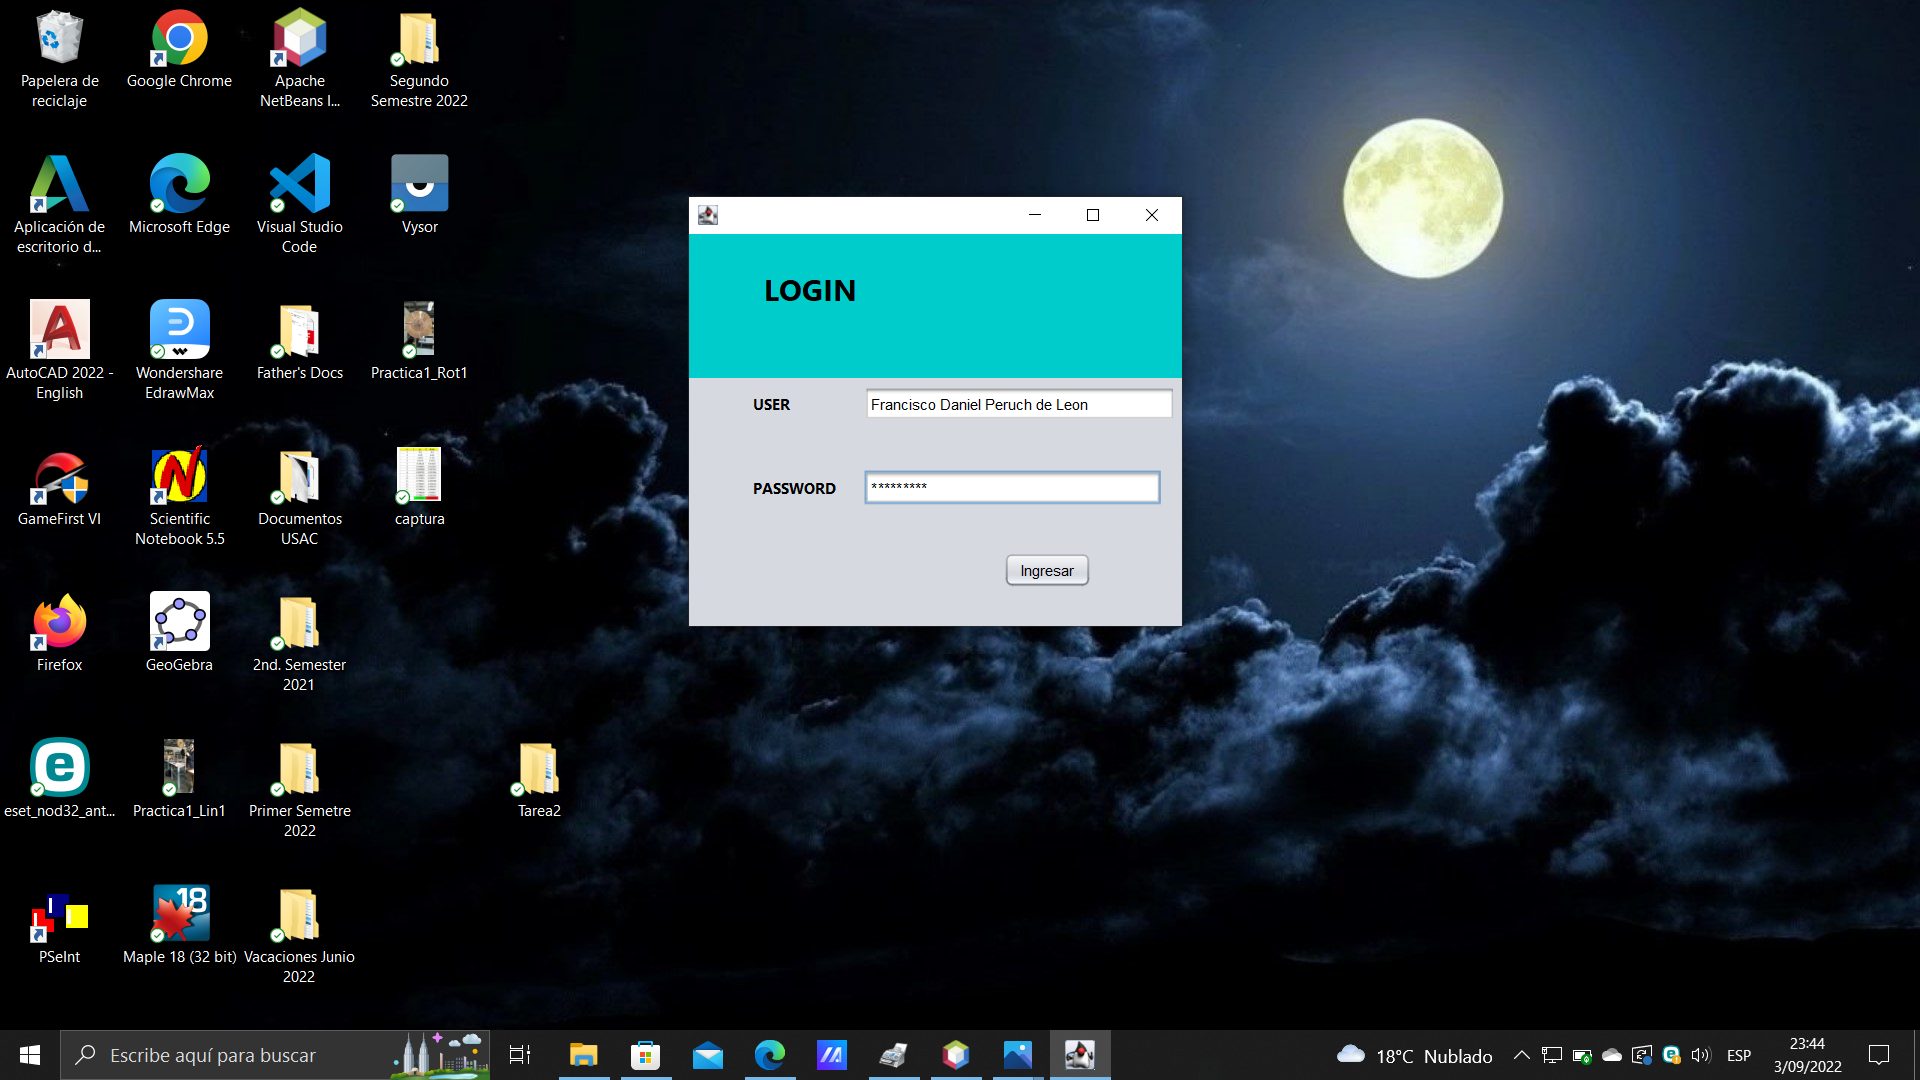 Papelera de
reciclaje
Google Chrome
Apache
NetBeans I...
Segundo
Semestre 2022
Aplicación de
escritorio d...
Microsoft Edge
Visual Studio
Code
Vysor
AutoCAD 2022 -
English
Wondershare
EdrawMax
Father's Docs
Practica1_Rot1
GameFirst VI
Scientific
Notebook 5.5
Documentos
USAC
captura
Firefox
GeoGebra
2nd. Semester
2021
eset_nod32_ant...
Practica1_Lin1
Primer Semetre
2022
Tarea2
PSeInt
18
Maple 18 (32 bit)
Vacaciones Junio
2022
LOGIN
USER
Francisco Daniel Peruch de Leon
PASSWORD
*********
Ingresar
Escribe aquí para buscar
18°C Nublado
ESP
23:44
3/09/2022